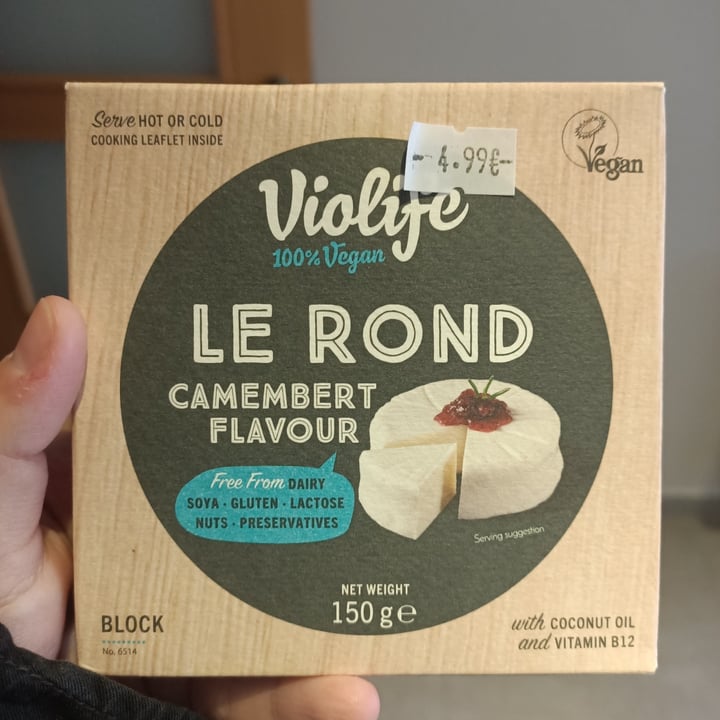 Serve HOT OR COLD
COOKING LEAFLET INSIDE
Vegan
- 4.99€-
Violife
100% Vegan
LE ROND
CAMEMBERT
FLAVOUR
Free From DAIRY
SOYA · GLUTEN · LACTOSE
NUTS · PRESERVATIVES
Serving suggestion
NET WEIGHT
150 g e
BLOCK
No. 6514
with COCONUT OIL
and VITAMIN B12